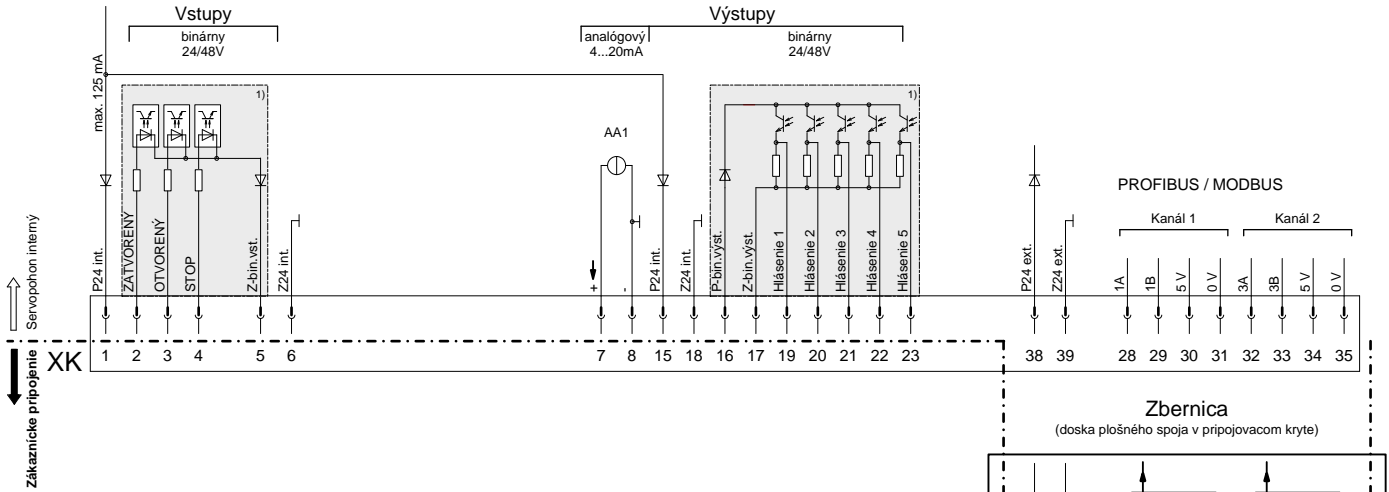 Vstupy
binárny
24/48V
Výstupy
analógový
4...20mA
binárny
24/48V
max. 125 mA
1)
1)
AA1
PROFIBUS / MODBUS
Kanál 1
Kanál 2
P24 int.
ZATVORENÝ
OTVORENÝ
STOP
Z-bin.vst.
Z24 int.
+
-
P24 int.
Z24 int.
P-bin.výst.
Z-bin.výst.
Hlásenie 1
Hlásenie 2
Hlásenie 3
Hlásenie 4
Hlásenie 5
P24 ext.
Z24 ext.
1A
1B
5 V
0 V
3A
3B
5 V
0 V
Servopohon interný
Zákaznícke pripojenie
XK
1 2 3 4 5 6 7 8 15 18 16 17 19 20 21 22 23 38 39 28 29 30 31 32 33 34 35
Zbernica
(doska plošného spoja v pripojovacom kryte)